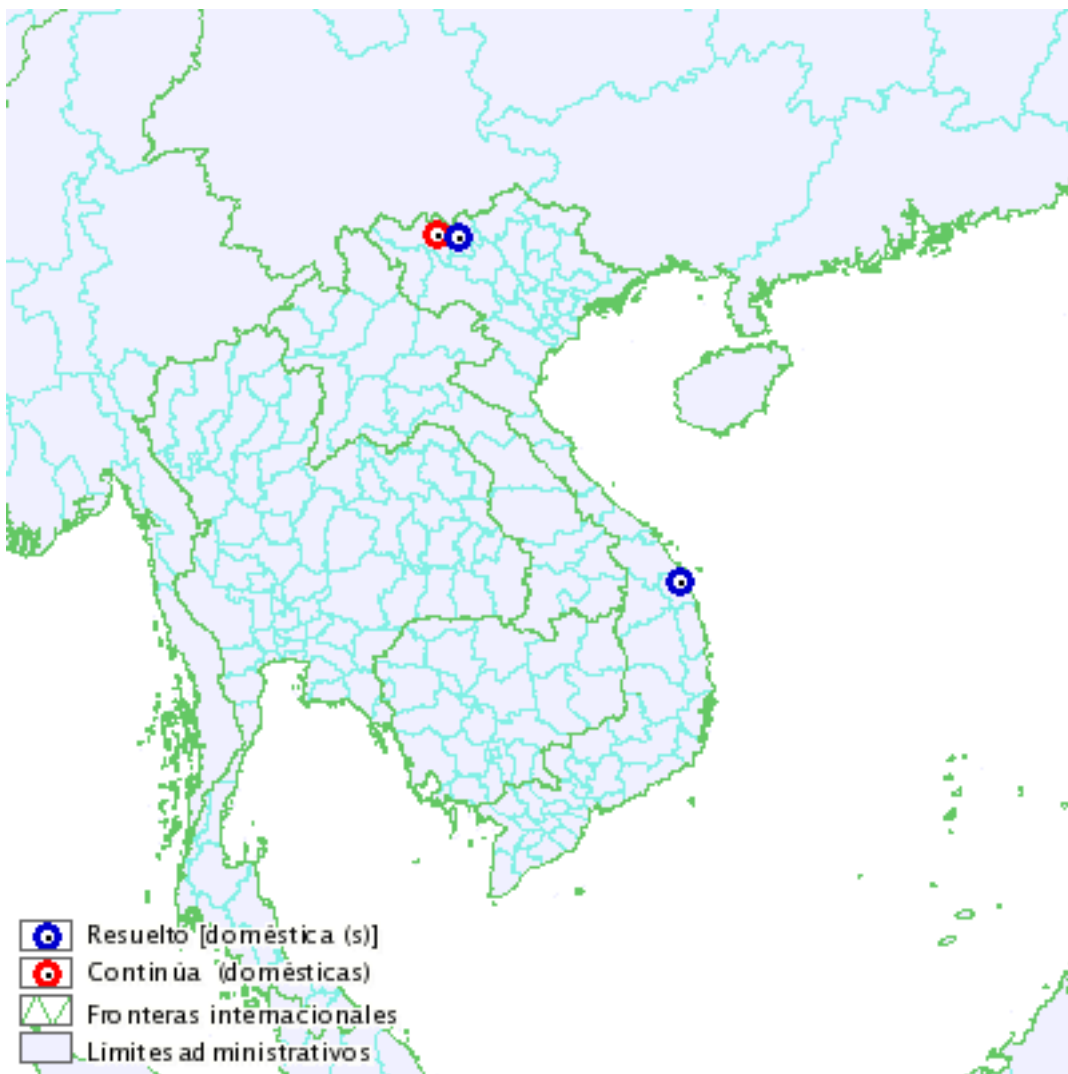 Resuelto [doméstica (s)]
Continúa (domésticas)
Fronteras internacionales
Límites administrativos